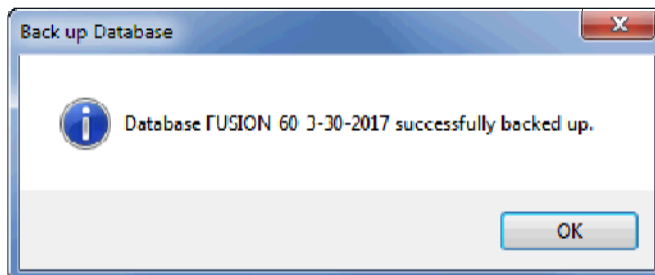 Back up Database
Database FUSION 60 3-30-2017 successfully backed up.
OK